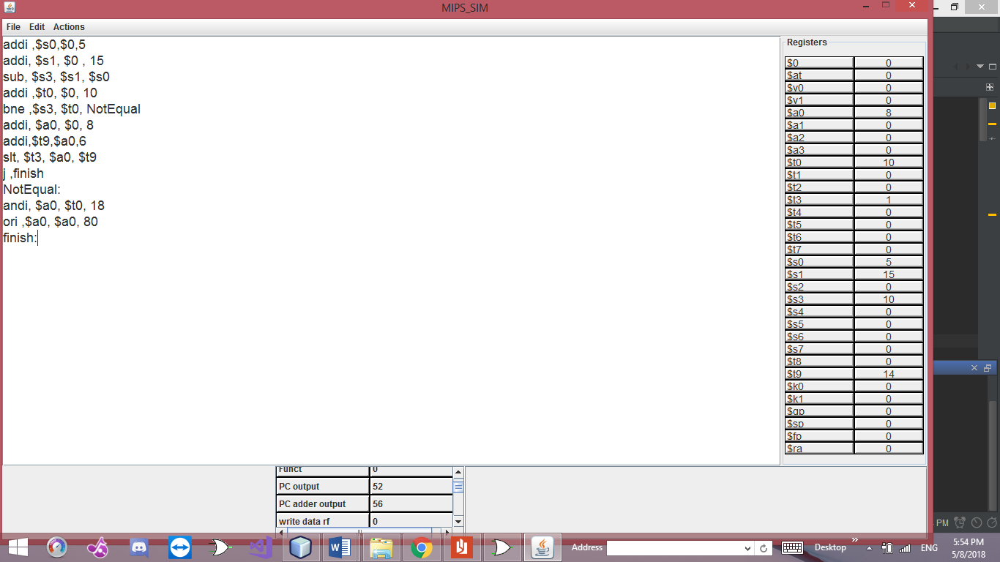 MIPS_SIM
File Edit Actions
addi ,$s0,$0,5
addi, $s1, $0 , 15
sub, $s3, $s1, $s0
addi ,$t0, $0, 10
bne ,$s3, $t0, NotEqual
addi, $a0, $0, 8
addi,$t9,$a0,6
slt, $t3, $a0, $t9
j ,finish
NotEqual:
andi, $a0, $t0, 18
ori ,$a0, $a0, 80
finish:
Registers
$0 0
$at 0
$v0 0
$v1 0
$a0 8
$a1 0
$a2 0
$a3 0
$t0 10
$t1 0
$t2 0
$t3 1
$t4 0
$t5 0
$t6 0
$t7 0
$s0 5
$s1 15
$s2 0
$s3 10
$s4 0
$s5 0
$s6 0
$s7 0
$t8 0
$t9 14
$k0 0
$k1 0
$gp 0
$sp 0
$fp 0
$ra 0
Funct 0
PC output 52
PC adder output 56
write data rf 0
PM
Address
Desktop
ENG
5:54 PM
5/8/2018